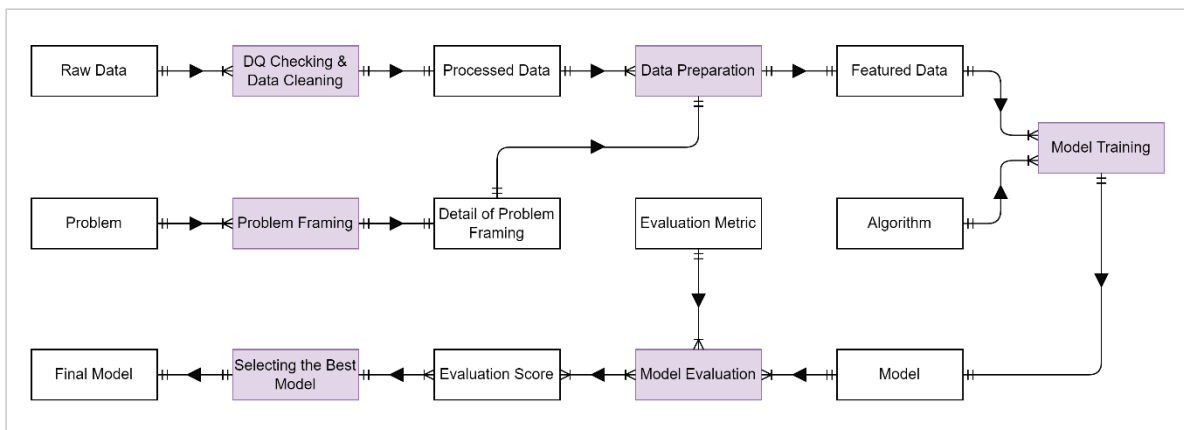 Raw Data
DQ Checking &
Data Cleaning
Processed Data
Data Preparation
Featured Data
Model Training
Problem
Problem Framing
Detail of Problem
Framing
Evaluation Metric
Algorithm
Final Model
Selecting the Best
Model
Evaluation Score
Model Evaluation
Model